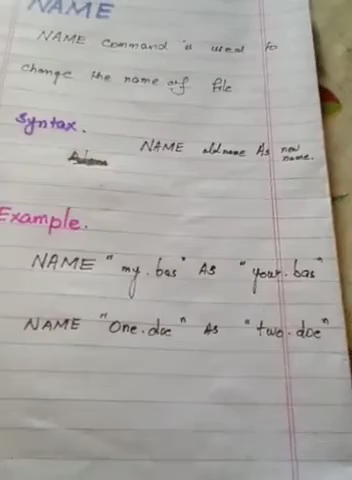 NAME
NAME command is used to
change the name of file
Syntax.
NAME oldname As new
name.
Example.
NAME "my.bas" AS "your.bas"
NAME "One.doc" AS "two.doc"